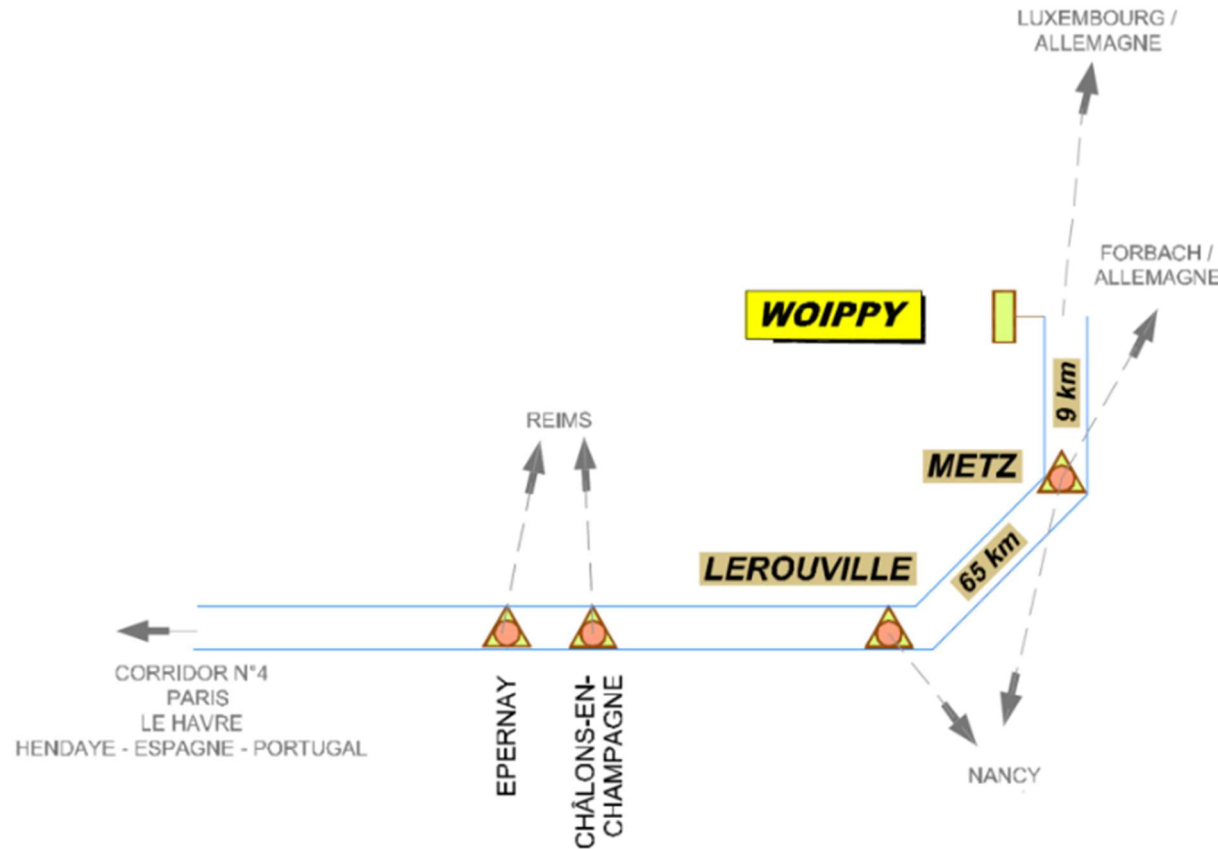 LUXEMBOURG /
ALLEMAGNE
FORBACH /
ALLEMAGNE
WOIPPY
9 km
REIMS
METZ
LEROUVILLE
65 km
CORRIDOR N°4
PARIS
LE HAVRE
HENDAYE - ESPAGNE - PORTUGAL
EPERNAY
CHÂLONS-EN-
CHAMPAGNE
NANCY